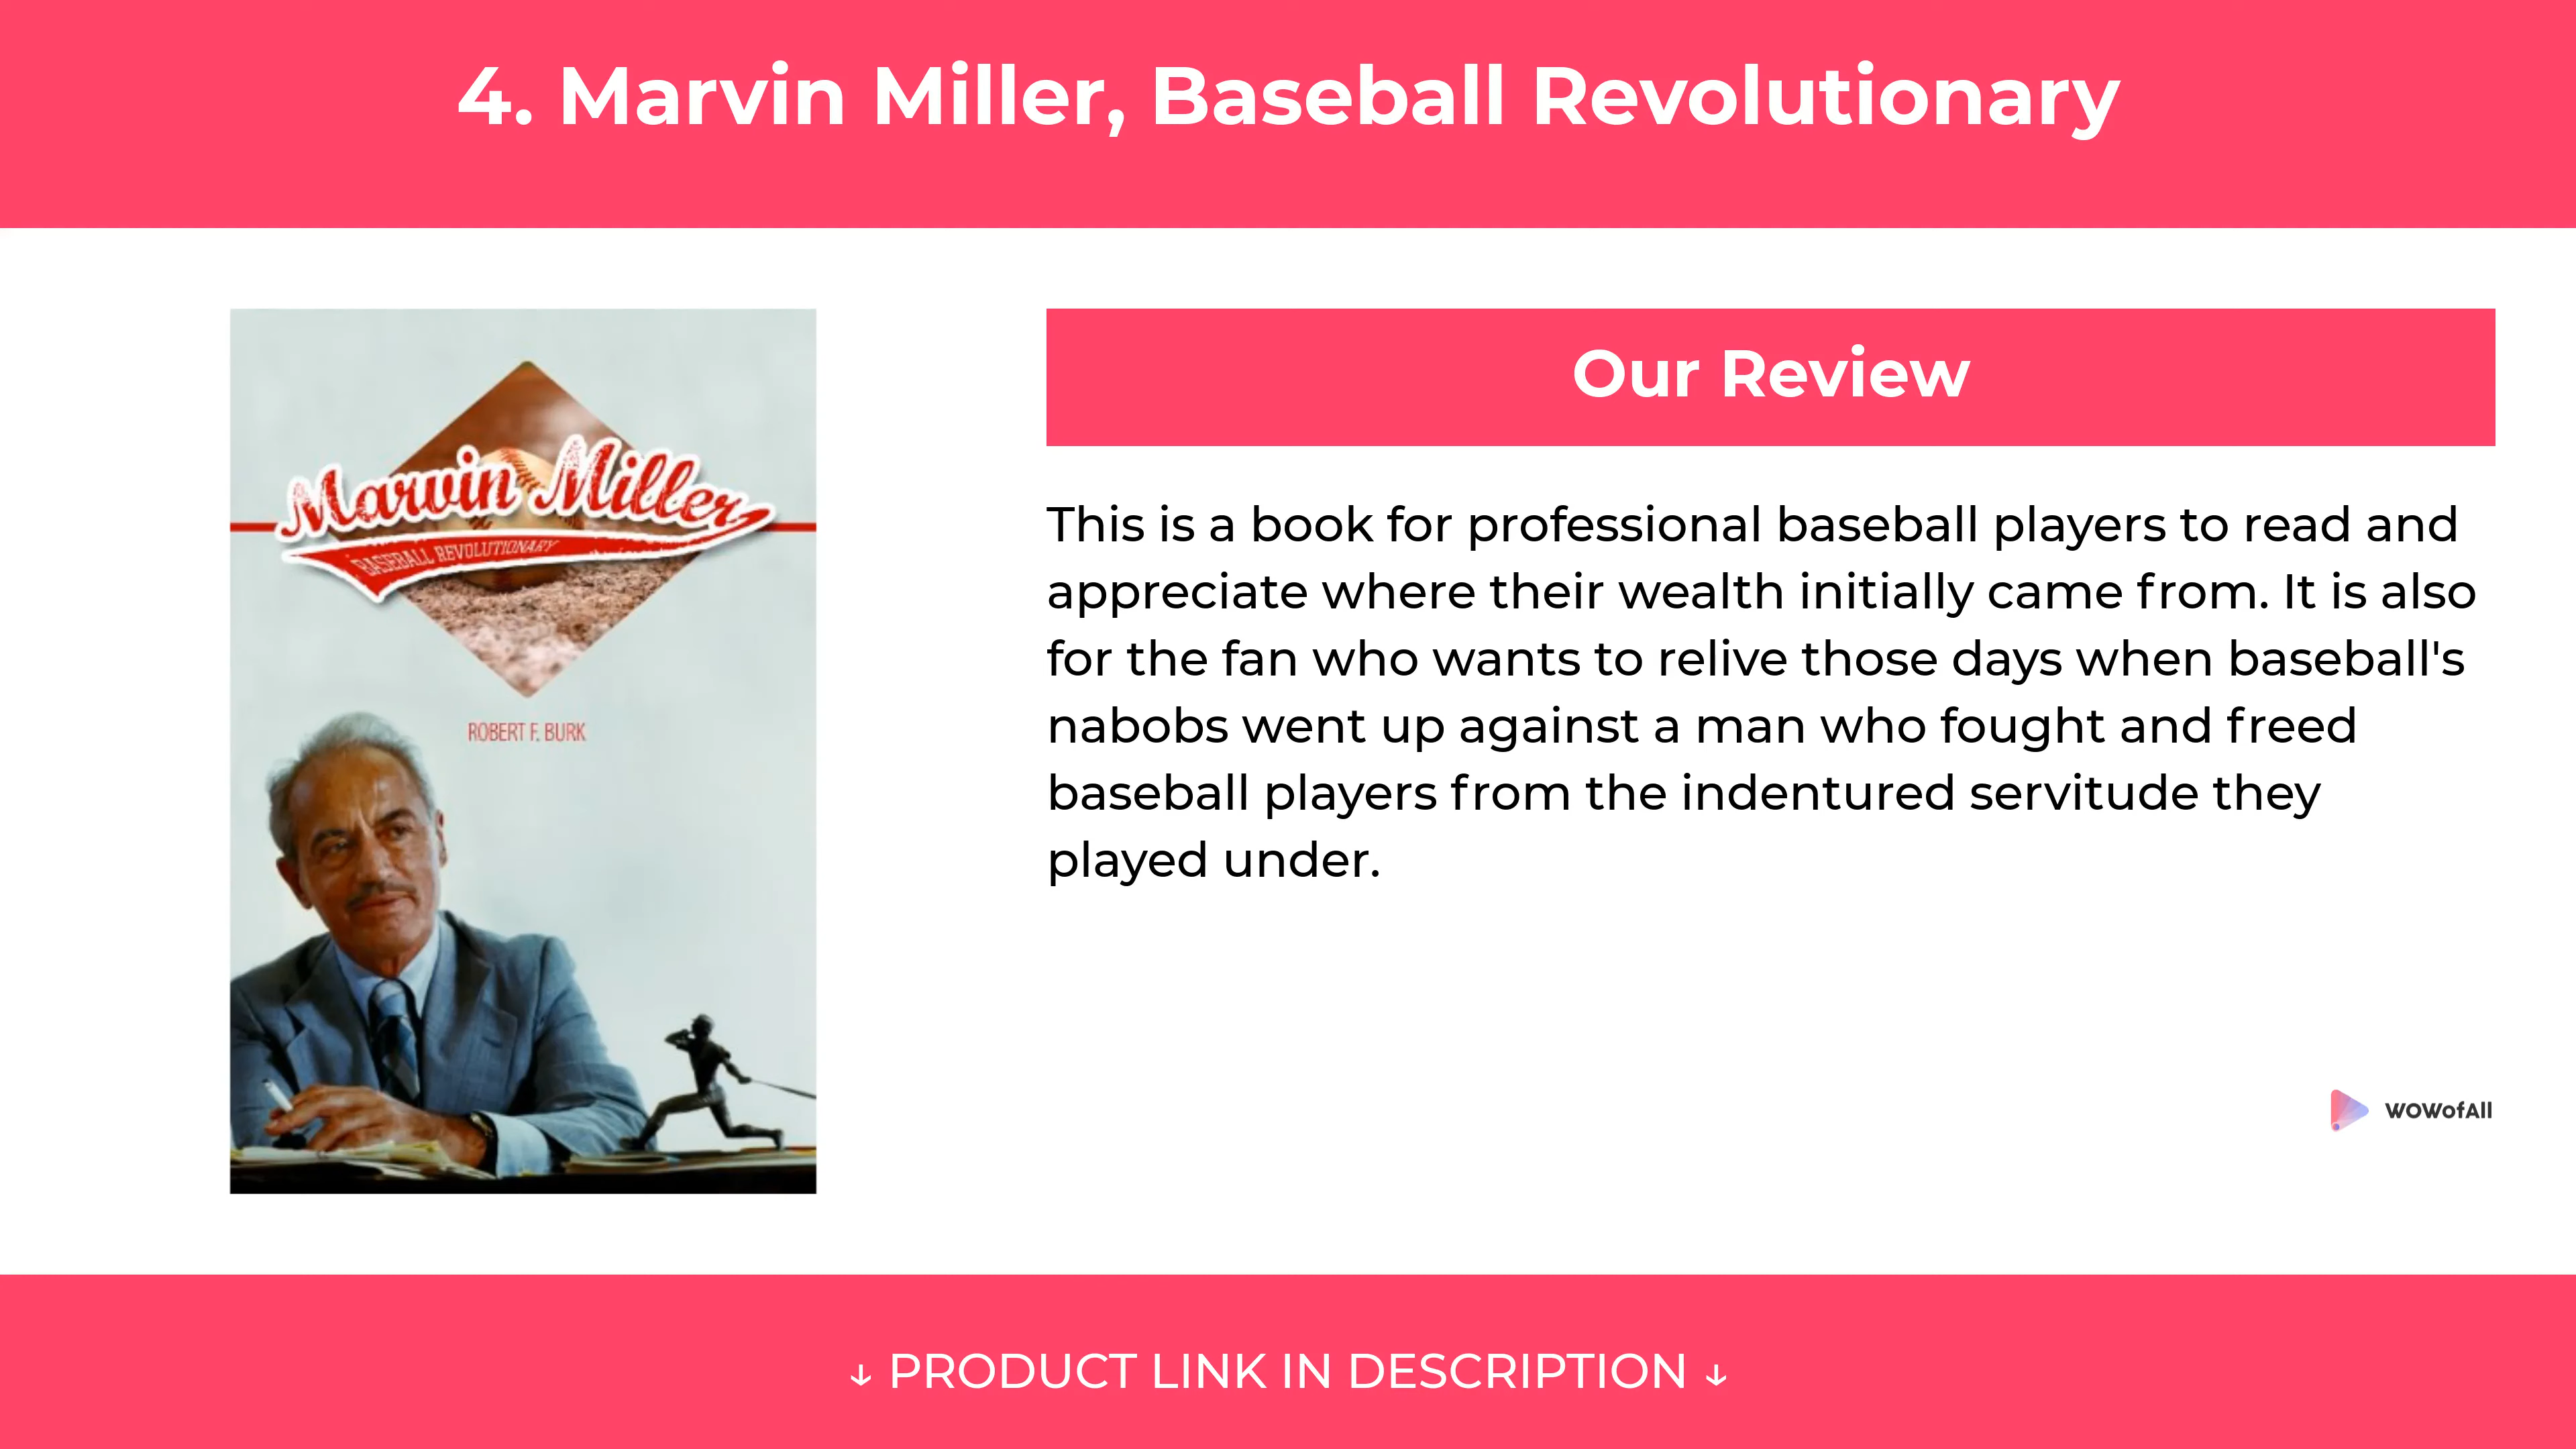 4. Marvin Miller, Baseball Revolutionary
Marvin Miller
BASEBALL REVOLUTIONARY
ROBERT F. BURK
Our Review
This is a book for professional baseball players to read and
appreciate where their wealth initially came from. It is also
for the fan who wants to relive those days when baseball's
nabobs went up against a man who fought and freed
baseball players from the indentured servitude they
played under.
wOWofAll
↓ PRODUCT LINK IN DESCRIPTION ↓